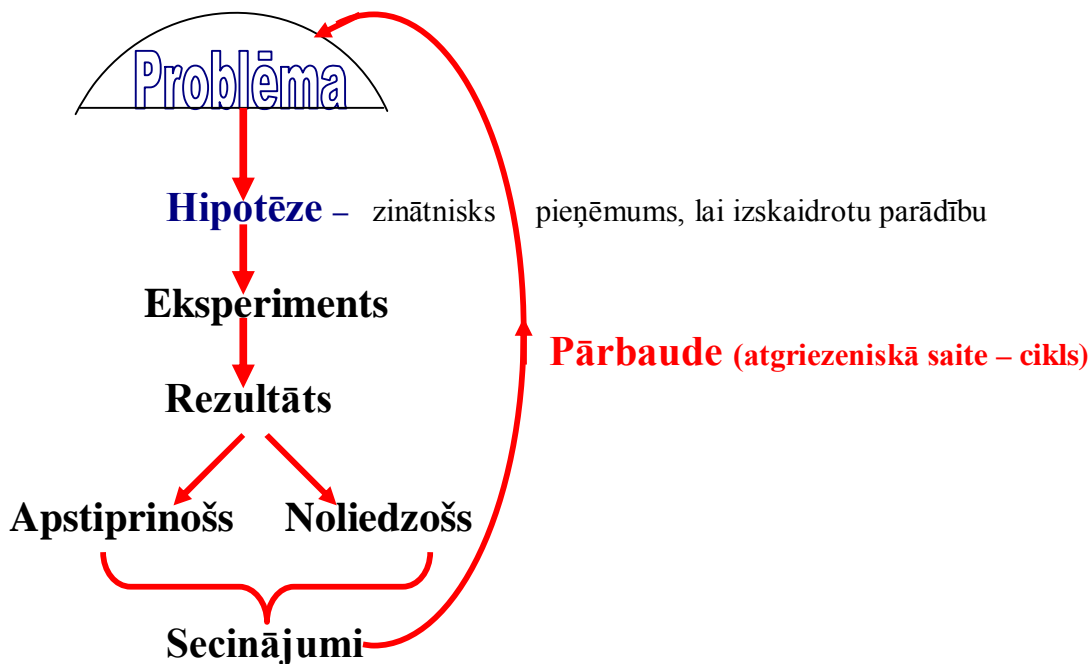 Problēma
Hipotēze – zinātnisks pieņēmums, lai izskaidrotu parādību
Eksperiments
Pārbaude (atgriezeniskā saite – cikls)
Rezultāts
Apstiprinošs Noliedzošs
Secinājumi